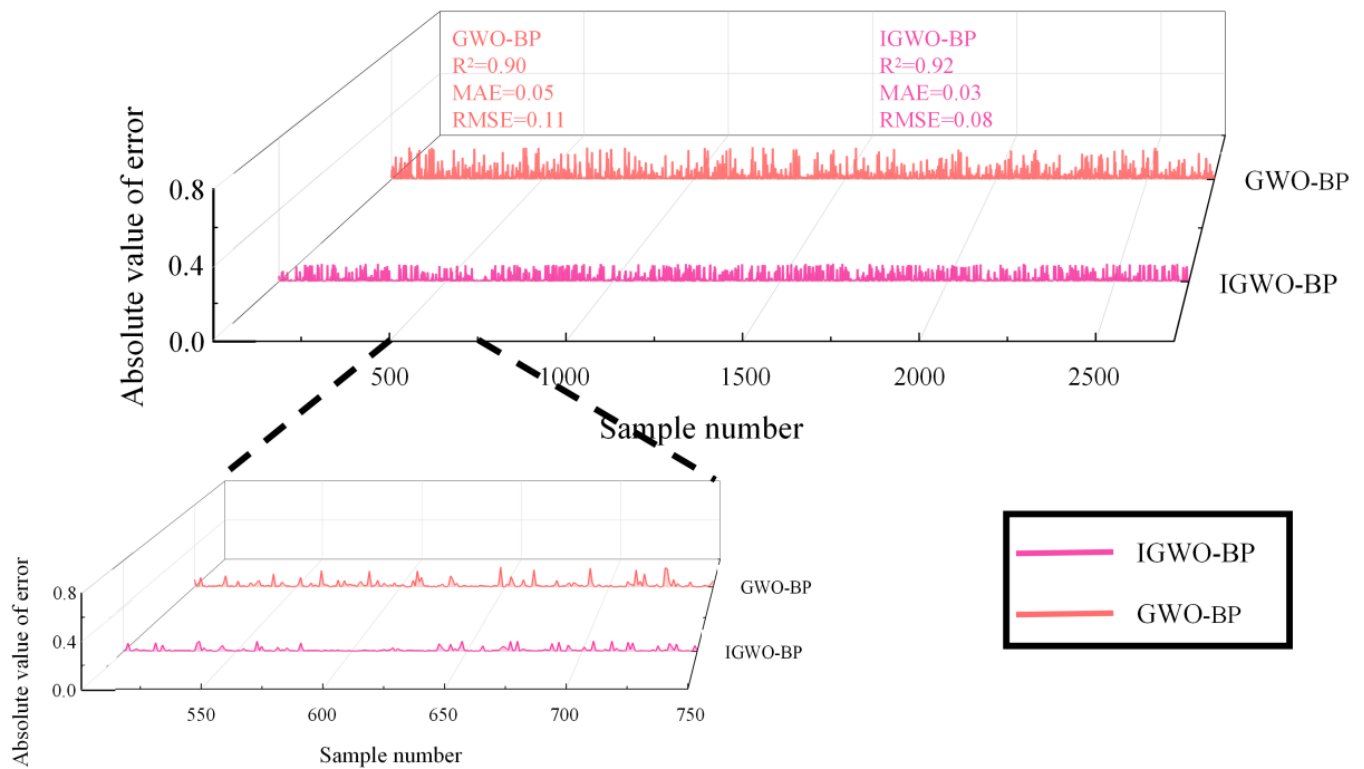 GWO-BP
R²=0.90
MAE=0.05
RMSE=0.11
IGWO-BP
R²=0.92
MAE=0.03
RMSE=0.08
Absolute value of error
0.8
0.4
0.0
GWO-BP
IGWO-BP
500
1000
1500
2000
2500
Sample number
Absolute value of error
0.8
0.4
0.0
GWO-BP
IGWO-BP
550
600
650
700
750
Sample number
IGWO-BP
GWO-BP